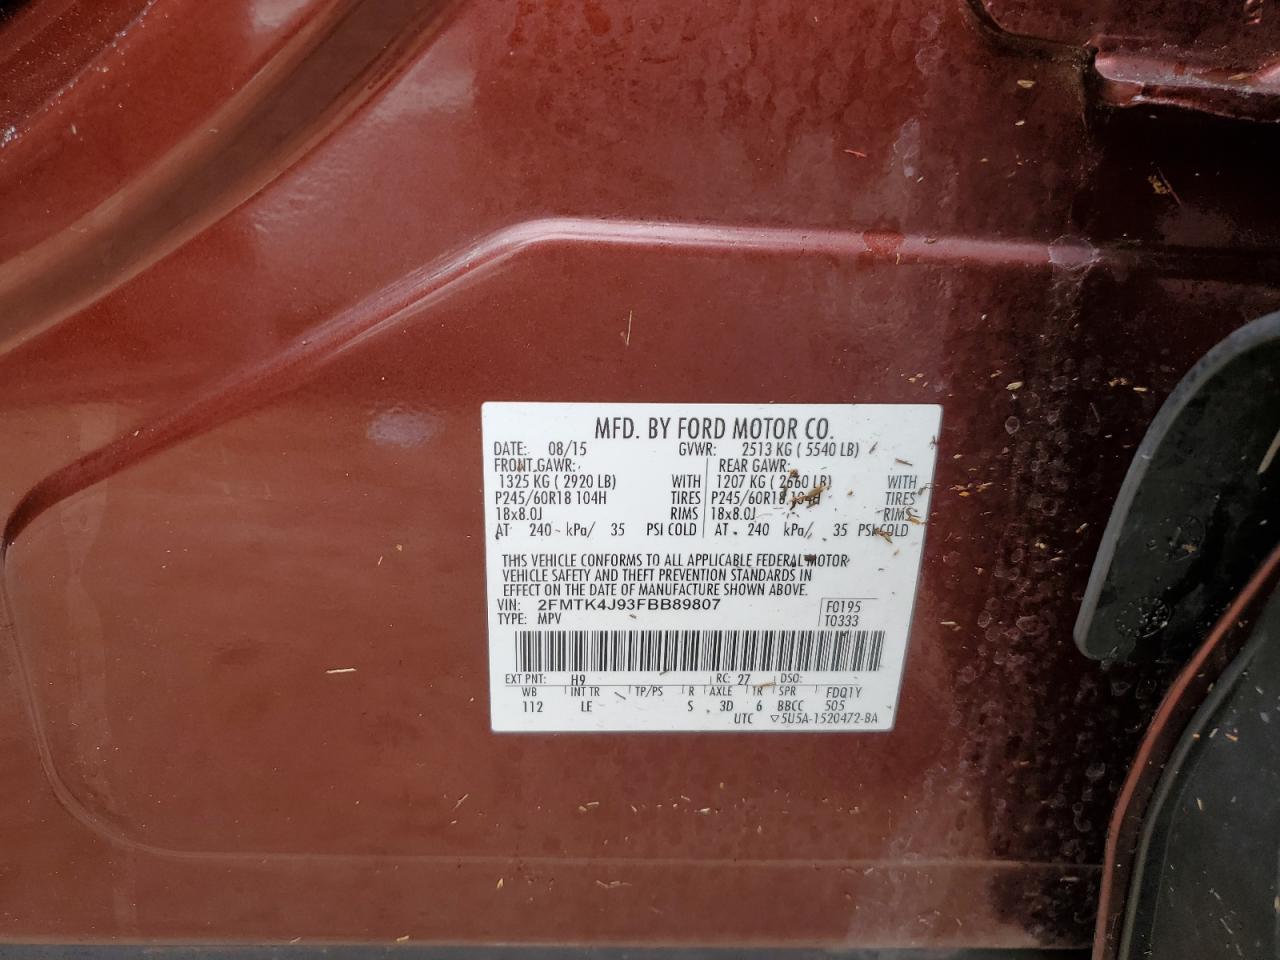 MFD. BY FORD MOTOR CO.
DATE: 08/15 GVWR: 2513 KG ( 5540 LB)
FRONT GAWR: REAR GAWR:
1325 KG ( 2920 LB) WITH 1207 KG ( 2660 LB) WITH
P245/60R18 104H TIRES P245/60R18 104H TIRES
18x8.0J RIMS 18x8.0J RIMS
AT 240 kPa/ 35 PSI COLD AT 240 kPa/ 35 PSI COLD
THIS VEHICLE CONFORMS TO ALL APPLICABLE FEDERAL MOTOR
VEHICLE SAFETY AND THEFT PREVENTION STANDARDS IN
EFFECT ON THE DATE OF MANUFACTURE SHOWN ABOVE.
VIN: 2FMTK4J93FBB89807 F0195
TYPE: MPV T0333
EXT PNT: H9 RC: 27 DSO:
WB INT TR TP/PS R AXLE TR SPR FDQ1Y
112 LE S 3D 6 BBCC 505
UTC ▽5U5A-1520472-BA